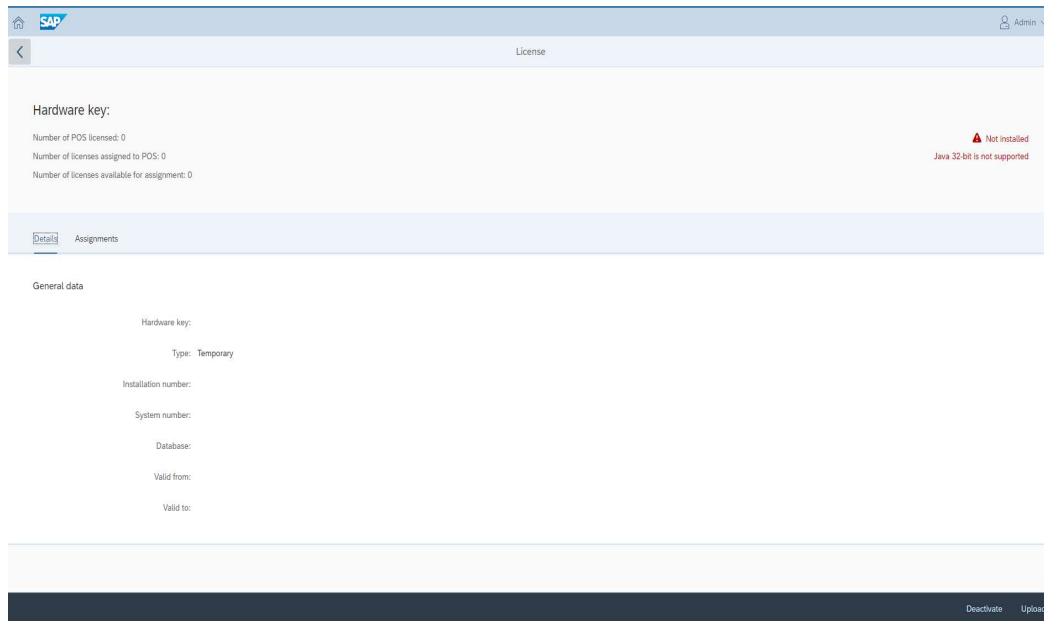 SAP
Admin
License
Hardware key:
Number of POS licensed: 0
Not installed
Number of licenses assigned to POS: 0
Java 32-bit is not supported
Number of licenses available for assignment: 0
Details Assignments
General data
Hardware key:
Type: Temporary
Installation number:
System number:
Database:
Valid from:
Valid to:
Deactivate Upload